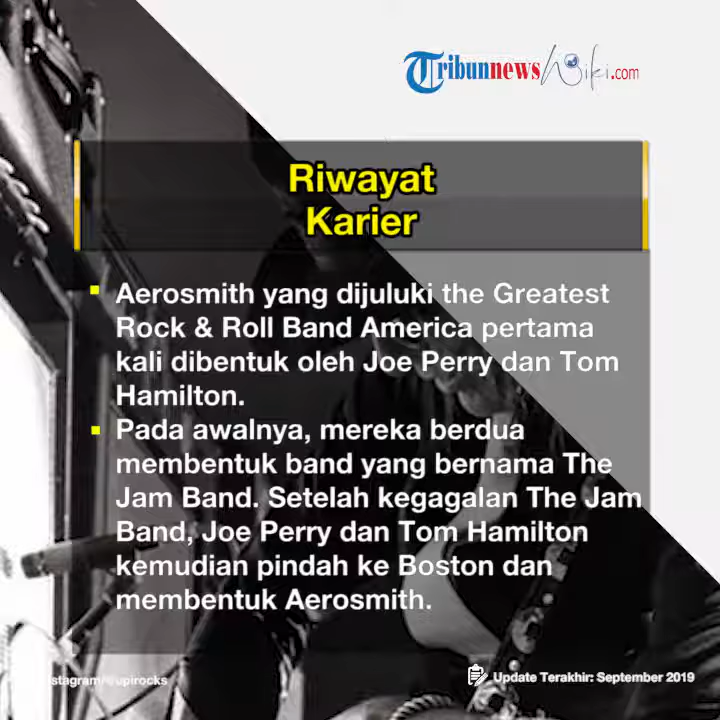 TribunnewsWiki.com
Riwayat
Karier
Aerosmith yang dijuluki the Greatest
Rock & Roll Band America pertama
kali dibentuk oleh Joe Perry dan Tom
Hamilton.
Pada awalnya, mereka berdua
membentuk band yang bernama The
Jam Band. Setelah kegagalan The Jam
Band, Joe Perry dan Tom Hamilton
kemudian pindah ke Boston dan
membentuk Aerosmith.
Update Terakhir: September 2019